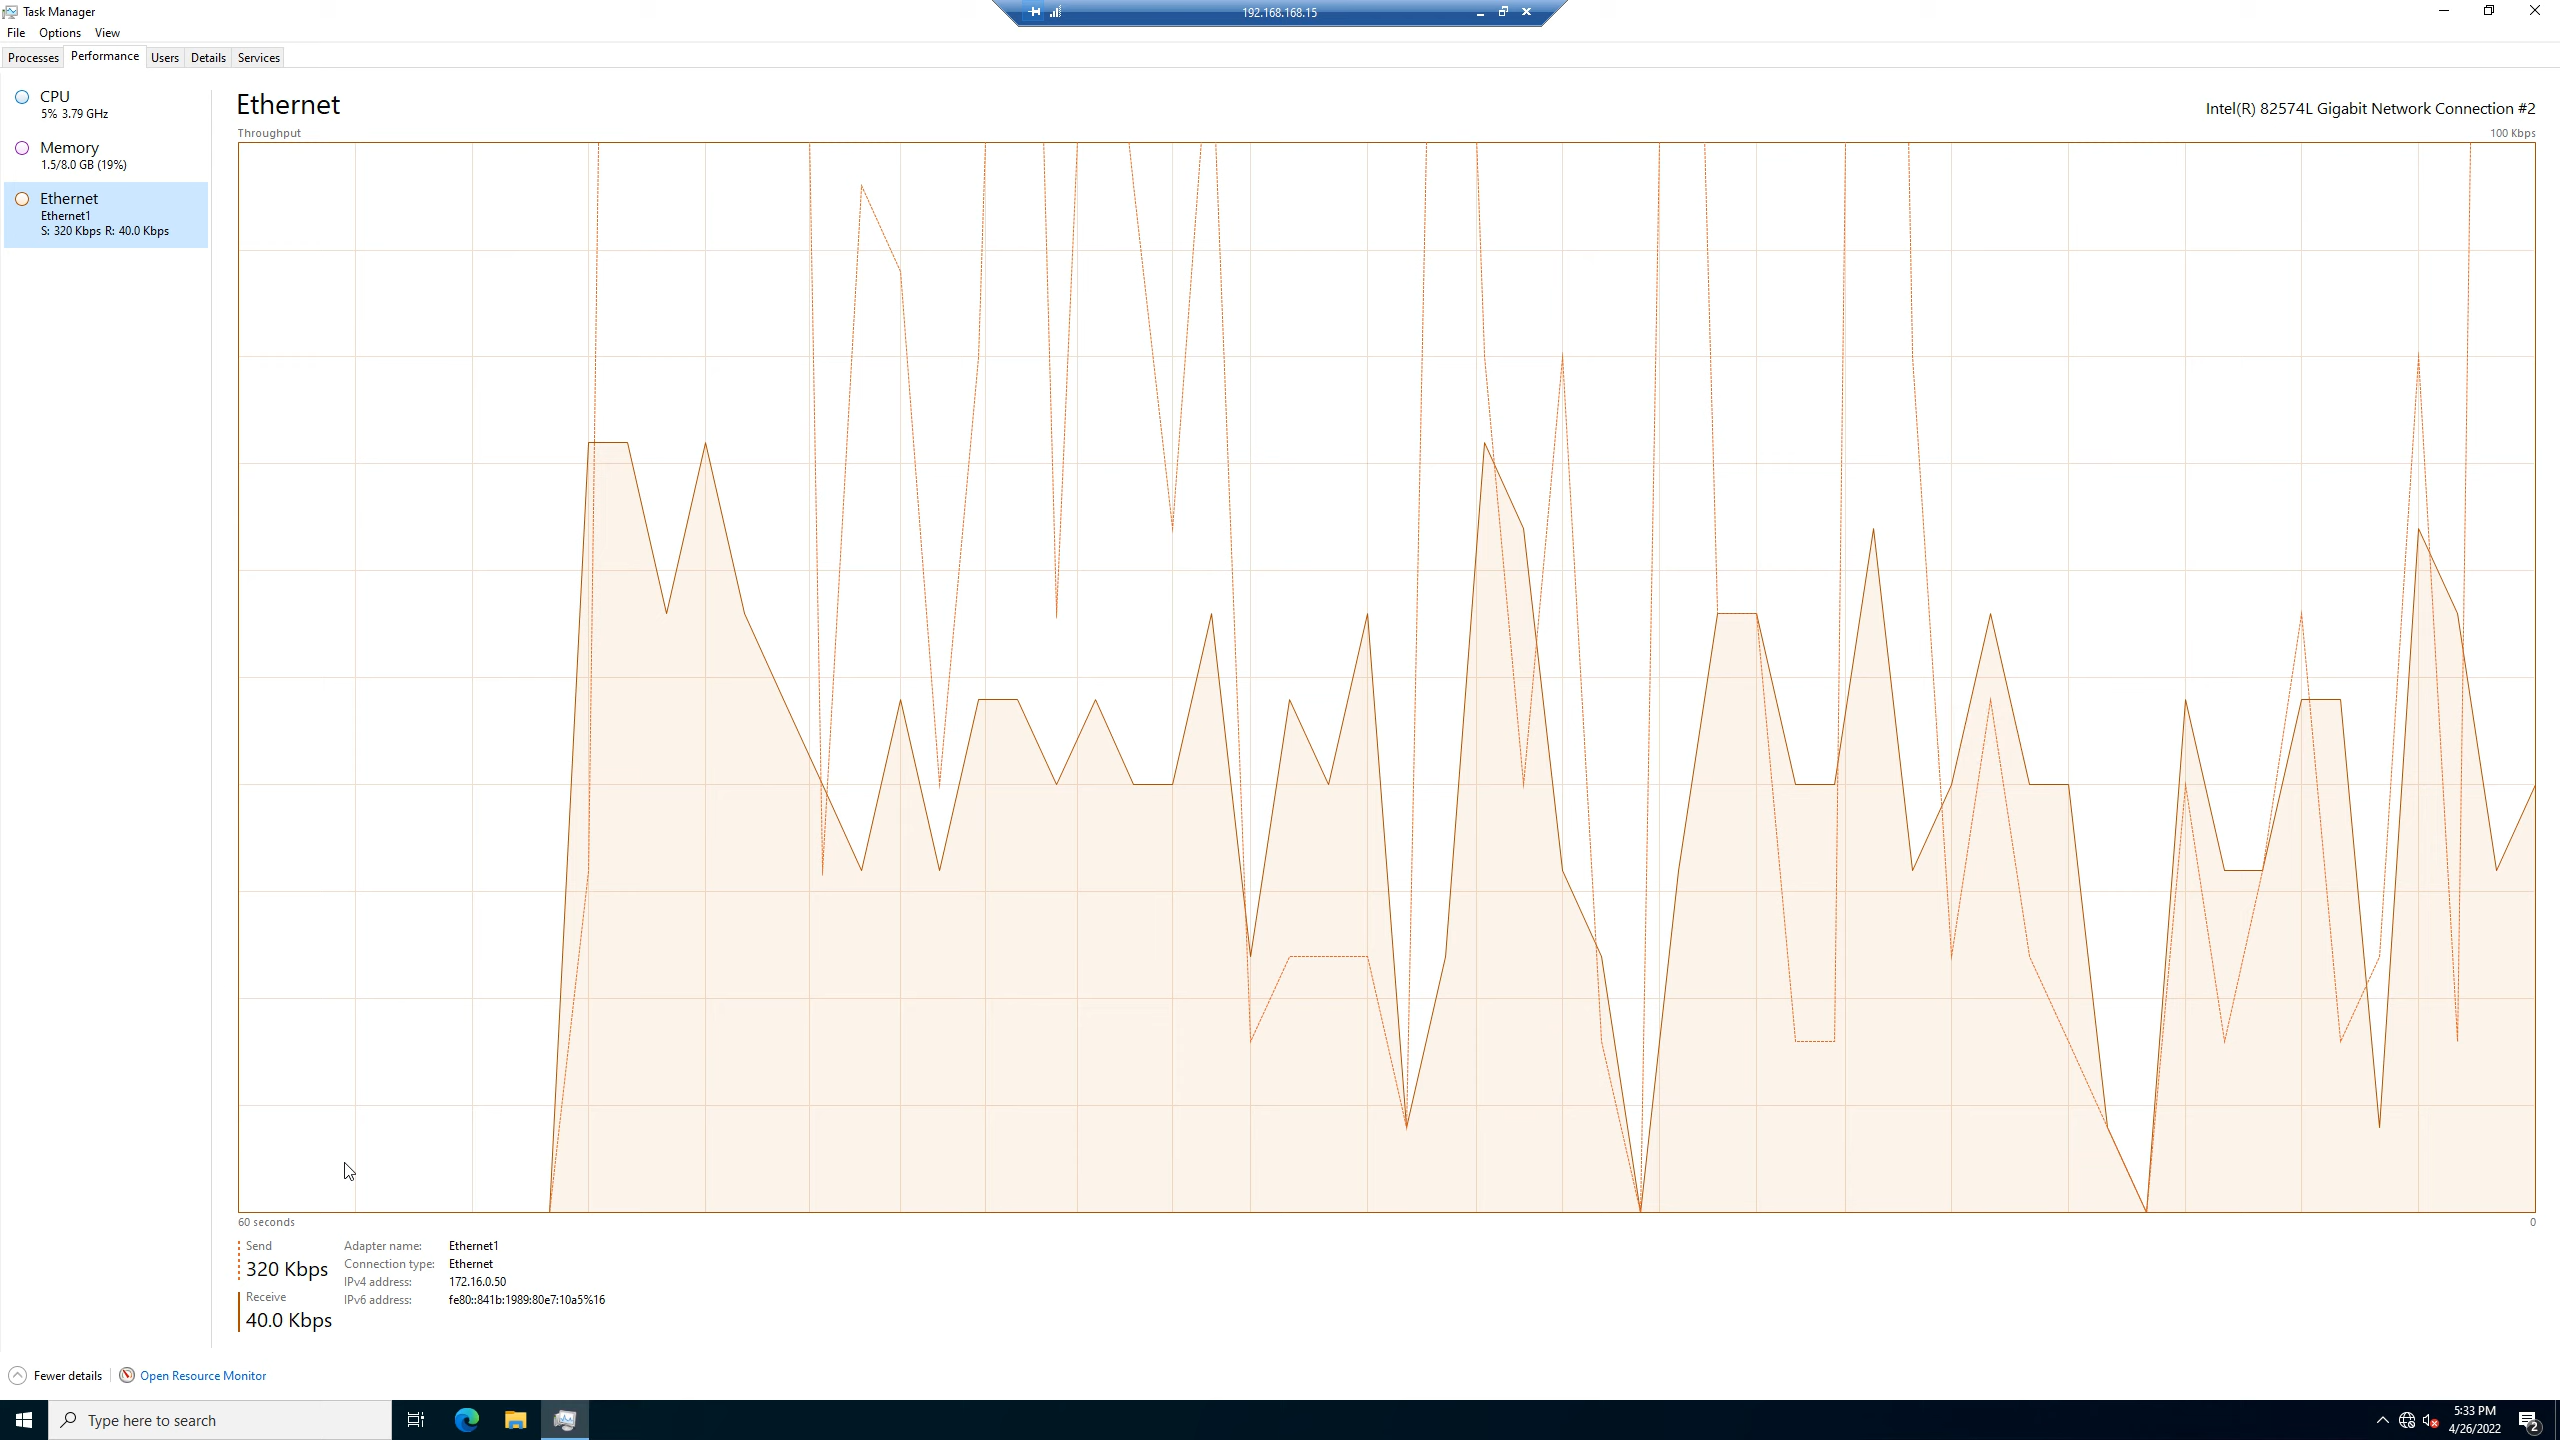 Task Manager
192.168.168.15
File Options View
Processes Performance Users Details Services
CPU
5% 3.79 GHz
Memory
1.5/8.0 GB (19%)
Ethernet
Ethernet1
S: 320 Kbps R: 40.0 Kbps
Ethernet
Intel(R) 82574L Gigabit Network Connection #2
Throughput
100 Kbps
60 seconds
0
Send
320 Kbps
Receive
40.0 Kbps
Adapter name: Ethernet1
Connection type: Ethernet
IPv4 address: 172.16.0.50
IPv6 address: fe80::841b:1989:80e7:10a5%16
Fewer details
Open Resource Monitor
Type here to search
5:33 PM
4/26/2022
2